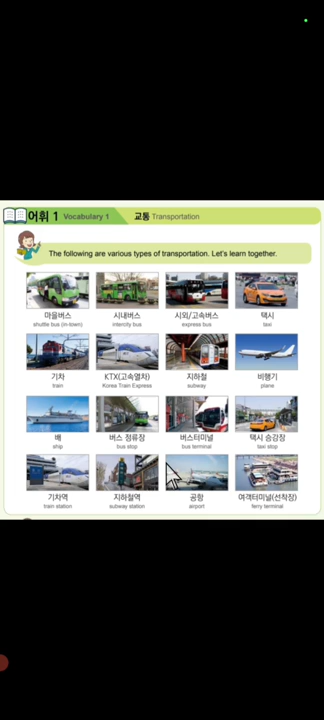 어휘 1 Vocabulary 1 교통 Transportation
The following are various types of transportation. Let's learn together.
마을버스 시내버스 시외/고속버스 택시
shuttle bus (in-town) intercity bus express bus taxi
기차 KTX(고속열차) 지하철 비행기
train Korea Train Express subway plane
배 버스 정류장 버스터미널 택시 승강장
ship bus stop bus terminal taxi stop
기차역 지하철역 공항 여객터미널(선착장)
train station subway station airport ferry terminal